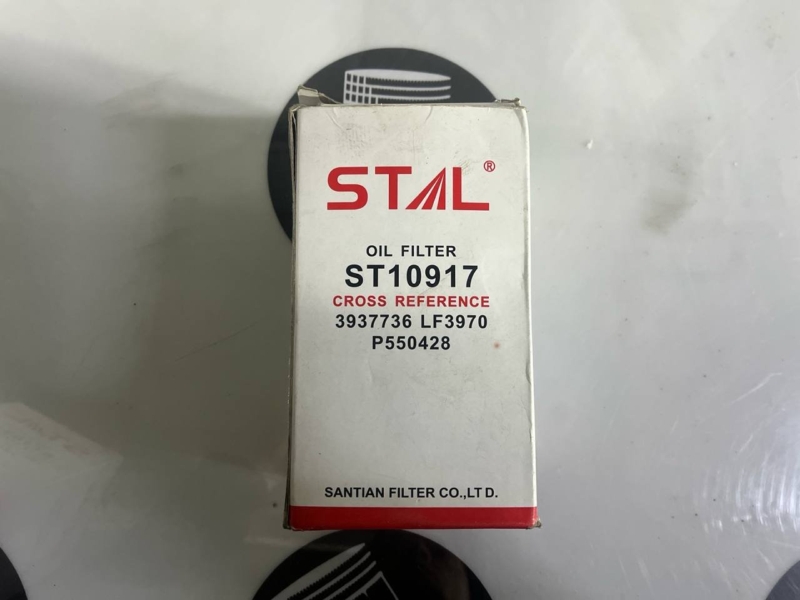 STAL®
OIL FILTER
ST10917
CROSS REFERENCE
3937736 LF3970
P550428
SANTIAN FILTER CO.,LTD.